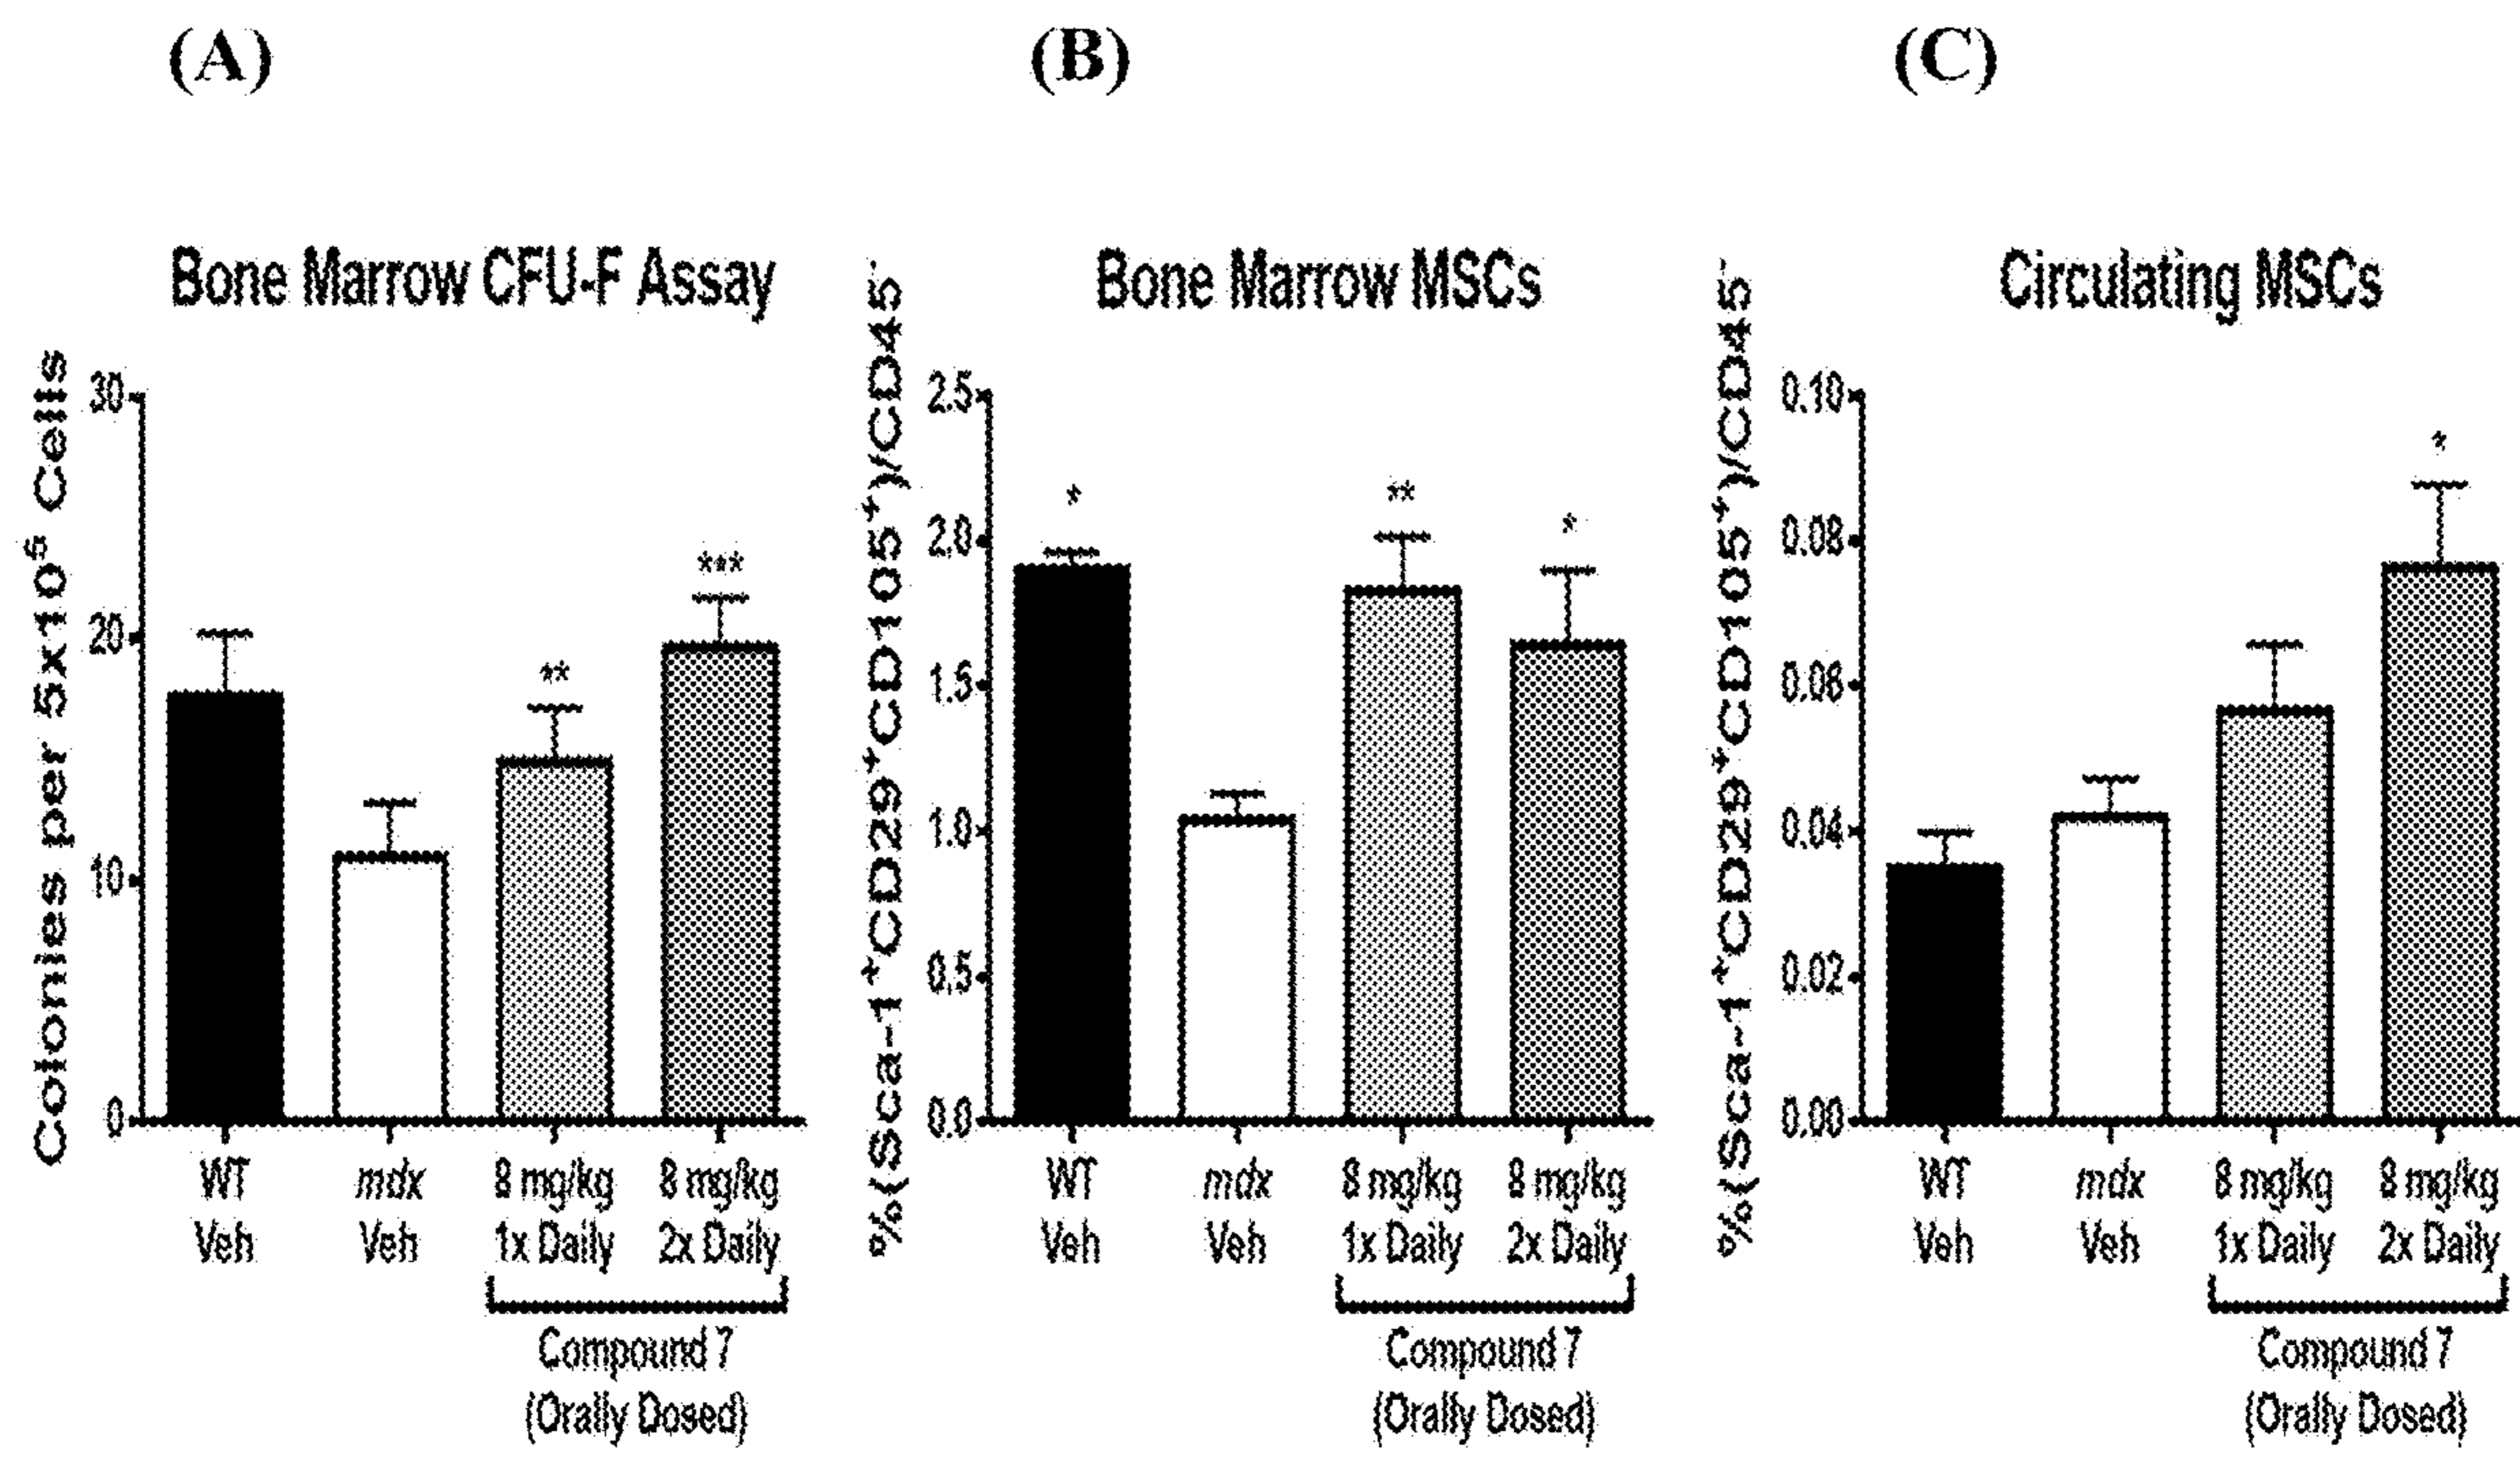 (A)
Bone Marrow CFU-F Assay
Colonies per 5x10⁶ Cells
30
20
10
0
**
***
WT
Veh
mdx
Veh
8 mg/kg
1x Daily
8 mg/kg
2x Daily
Compound 7
(Orally Dosed)
(B)
Bone Marrow MSCs
%(Sca-1⁺CD29⁺CD105⁺)/CD45⁻
2.5
2.0
1.5
1.0
0.5
0.0
*
**
*
WT
Veh
mdx
Veh
8 mg/kg
1x Daily
8 mg/kg
2x Daily
Compound 7
(Orally Dosed)
(C)
Circulating MSCs
%(Sca-1⁺CD29⁺CD105⁺)/CD45⁻
0.10
0.08
0.06
0.04
0.02
0.00
*
WT
Veh
mdx
Veh
8 mg/kg
1x Daily
8 mg/kg
2x Daily
Compound 7
(Orally Dosed)